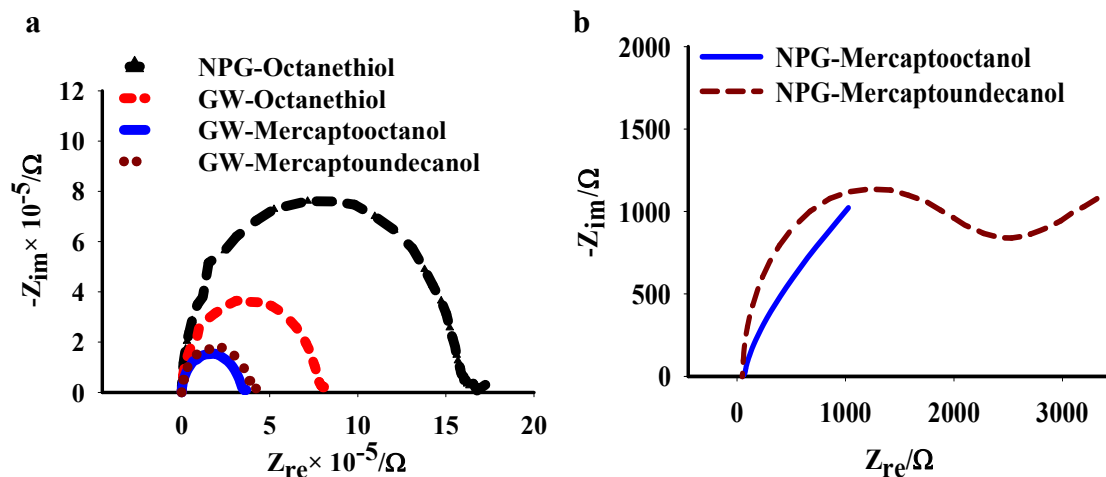 a
NPG-Octanethiol
GW-Octanethiol
GW-Mercaptooctanol
GW-Mercaptoundecanol
12
10
8
6
4
2
0
-Zim × 10⁻⁵/Ω
0 5 10 15 20
Zre × 10⁻⁵/Ω
b
NPG-Mercaptooctanol
NPG-Mercaptoundecanol
2000
1500
1000
500
0
-Zim/Ω
0 1000 2000 3000
Zre/Ω